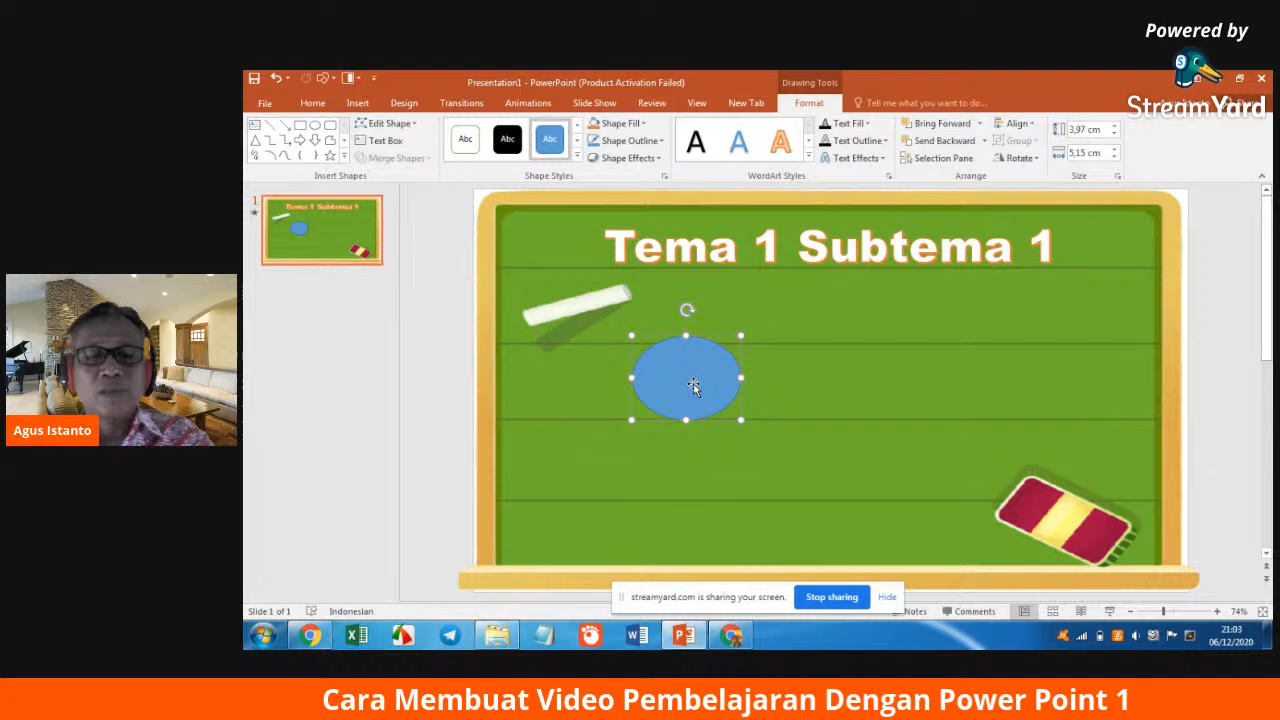 Powered by
StreamYard
Presentation1 - PowerPoint (Product Activation Failed)
Drawing Tools
File
Home
Insert
Design
Transitions
Animations
Slide Show
Review
View
New Tab
Format
Tell me what you want to do...
Edit Shape
Text Box
Merge Shapes
Insert Shapes
Abc
Abc
Abc
Shape Fill
Shape Outline
Shape Effects
Shape Styles
A A A
WordArt Styles
Text Fill
Text Outline
Text Effects
Bring Forward
Send Backward
Selection Pane
Align
Group
Rotate
Arrange
3,97 cm
5,15 cm
Size
1
Tema 1 Subtema 1
Tema 1 Subtema 1
Agus Istanto
streamyard.com is sharing your screen.
Stop sharing
Hide
Slide 1 of 1
Indonesian
Notes
Comments
74%
21:03
06/12/2020
Cara Membuat Video Pembelajaran Dengan Power Point 1